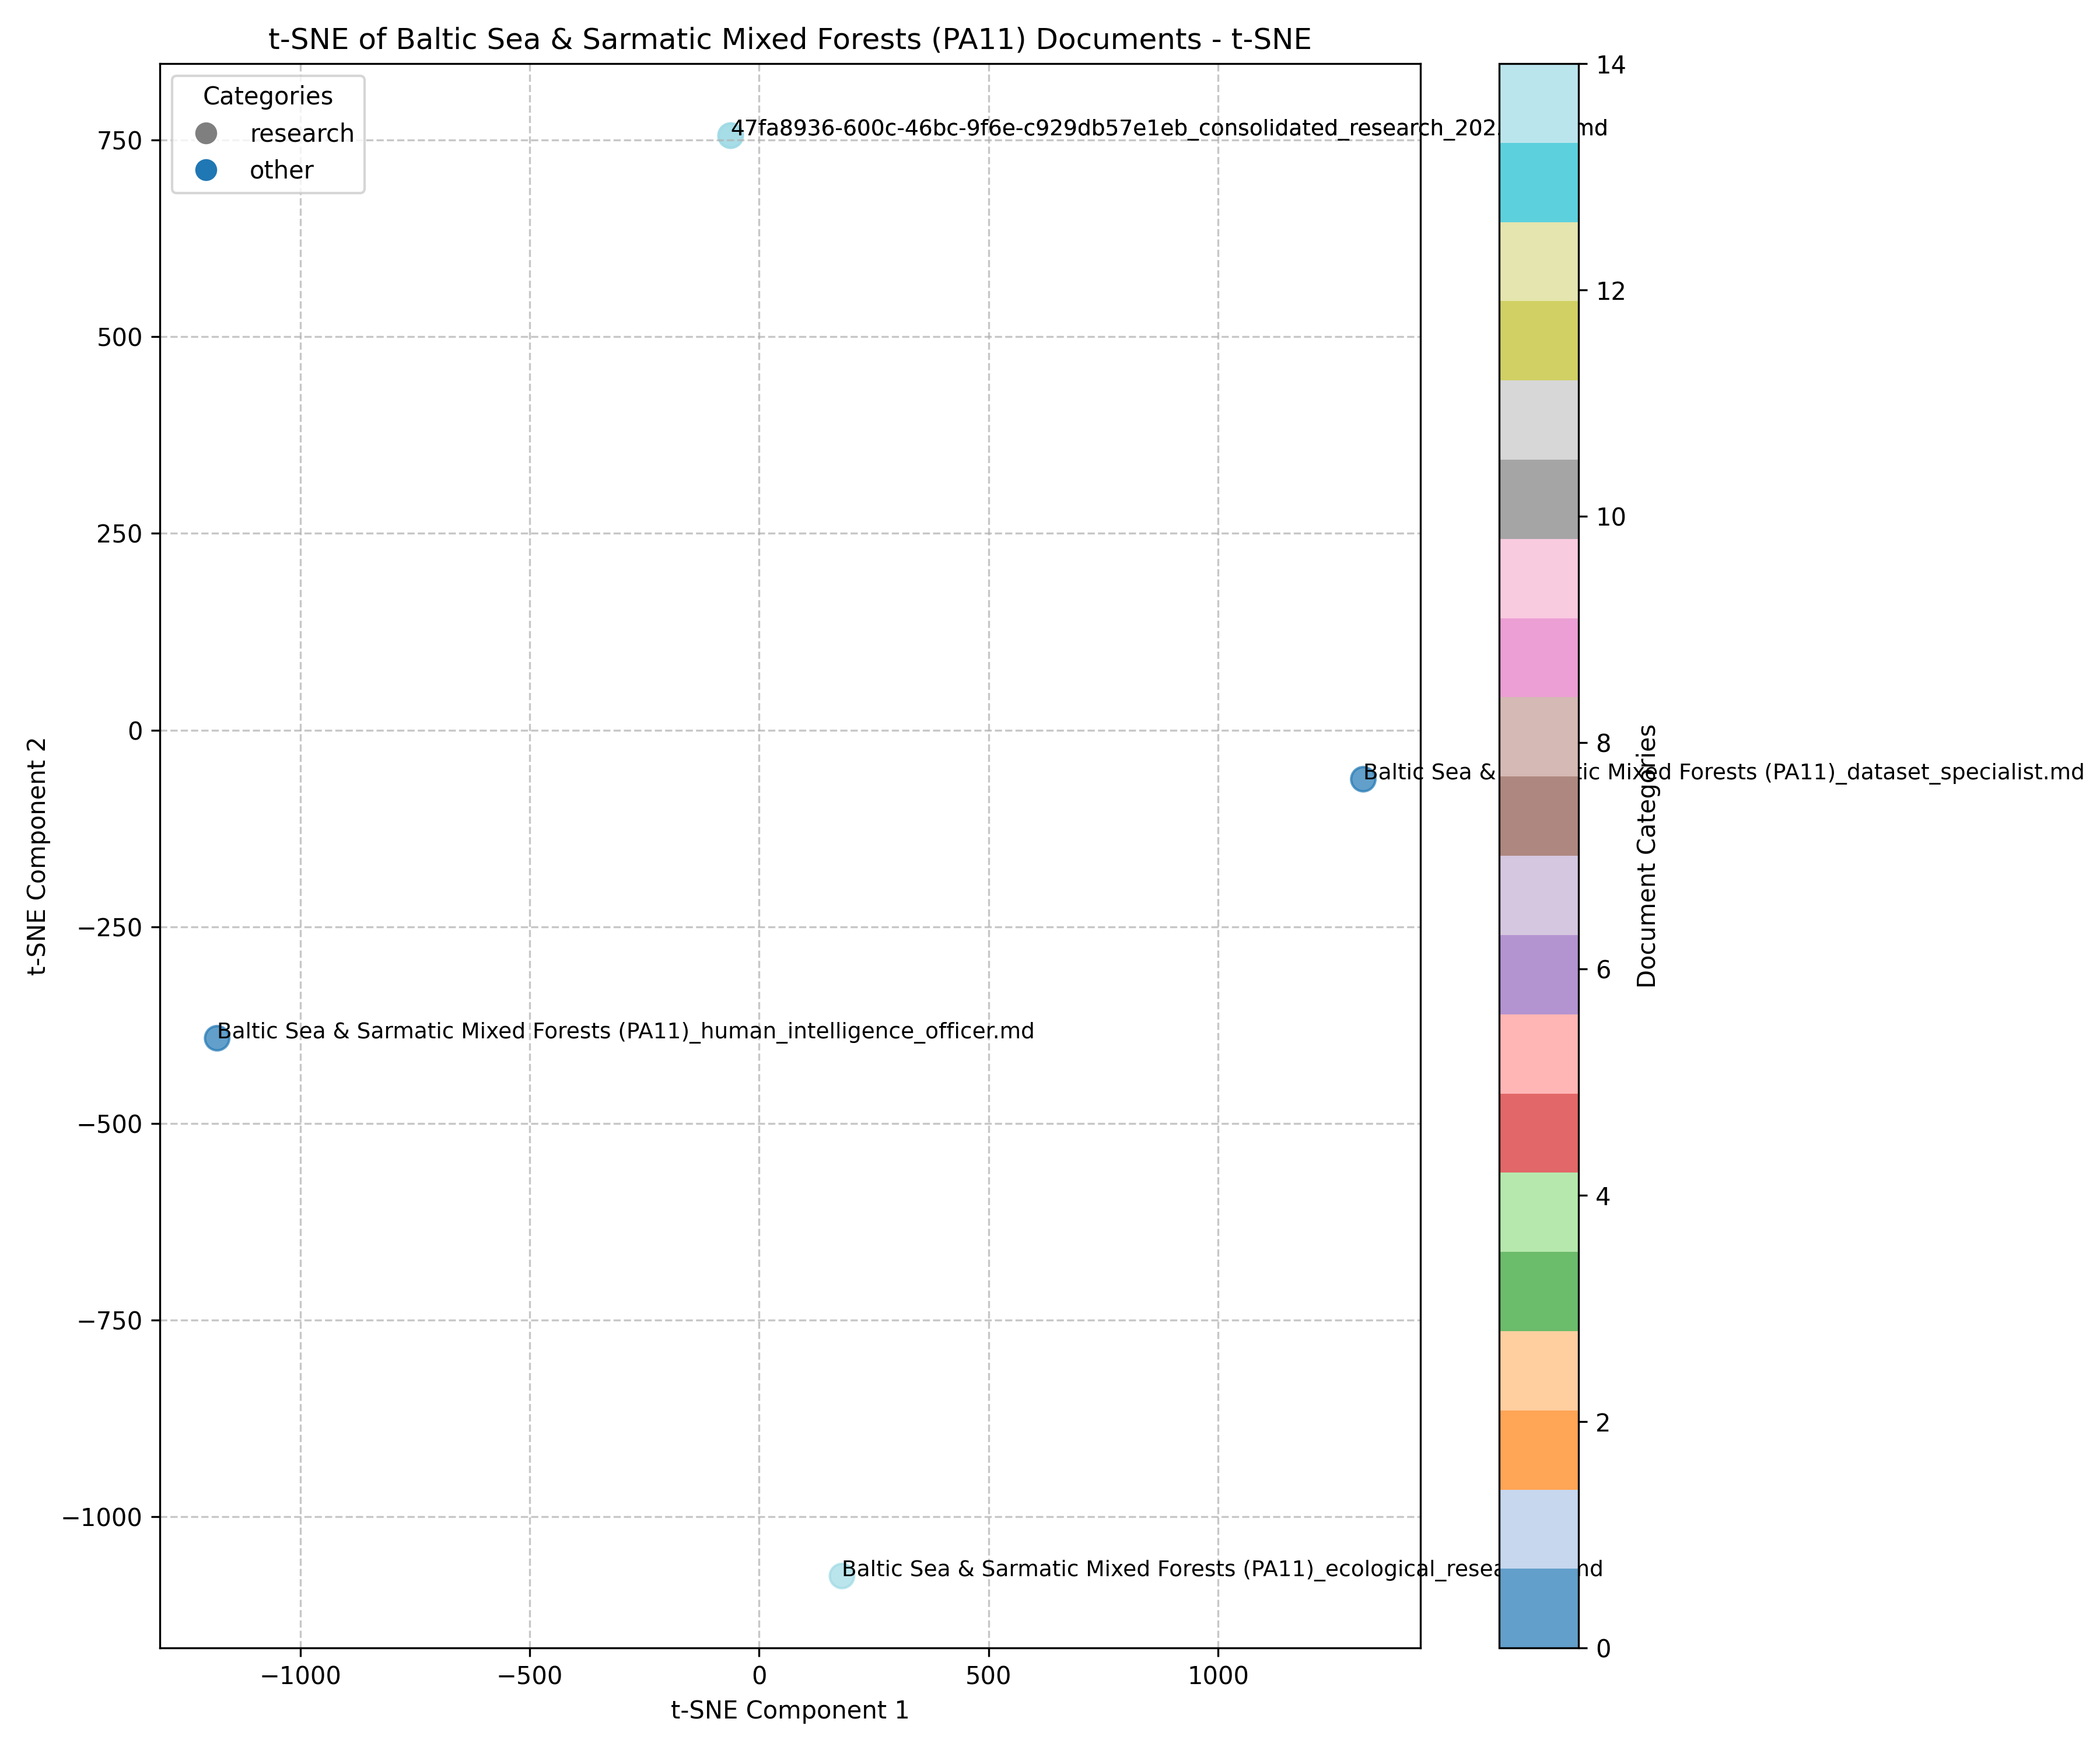 t-SNE of Baltic Sea & Sarmatic Mixed Forests (PA11) Documents - t-SNE
Categories
research
other
47fa8936-600c-46bc-9f6e-c929db57e1eb_consolidated_research_202 md
Baltic Sea & tic Mixed Forests (PA11)_dataset_specialist.md
Baltic Sea & Sarmatic Mixed Forests (PA11)_human_intelligence_officer.md
Baltic Sea & Sarmatic Mixed Forests (PA11)_ecological_resea
750
500
250
0
−250
−500
−750
−1000
t-SNE Component 2
−1000
−500
0
500
1000
t-SNE Component 1
14
12
10
8
6
4
2
0
Document Categories